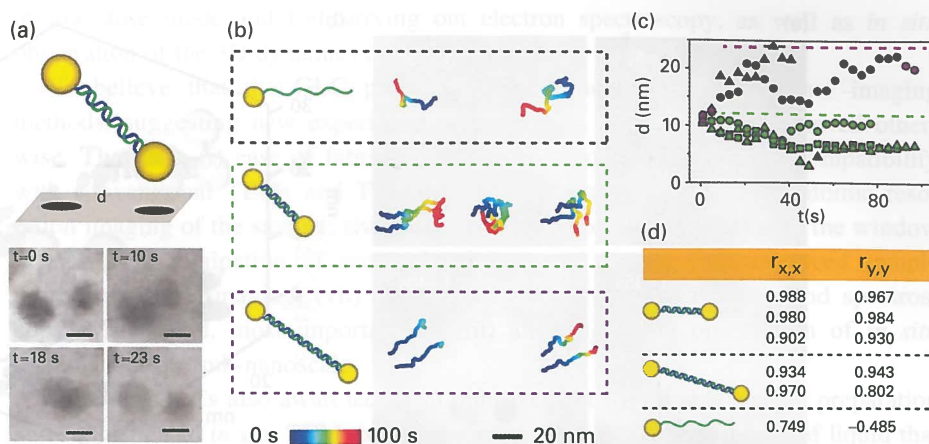 (a)
d
t=0 s
t=10 s
t=18 s
t=23 s
(b)
0 s
100 s
20 nm
(c)
d (nm)
20
10
0
0
40
80
t(s)
(d)
r x,x r y,y
0.988 0.967
0.980 0.984
0.902 0.930
0.934 0.943
0.970 0.802
0.749 –0.485